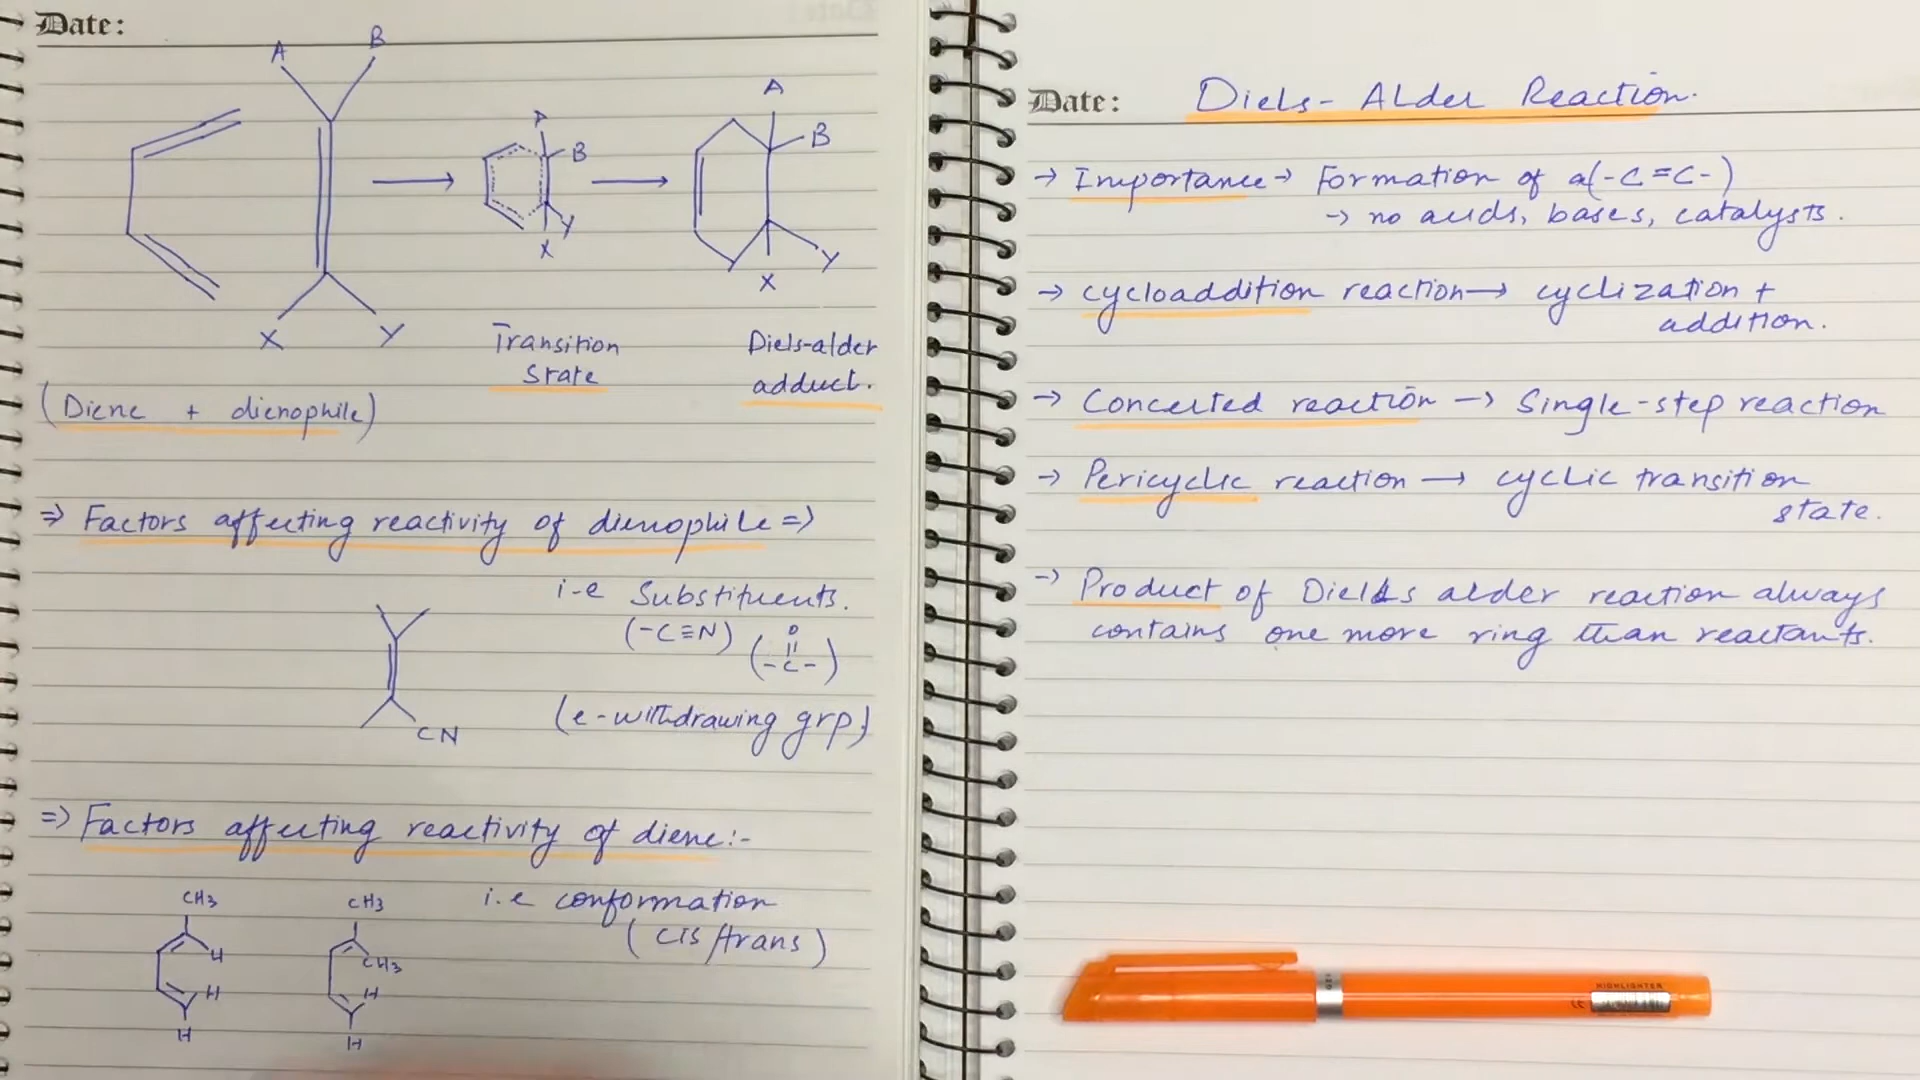 Date:
A B
A
B
Y
X
A
B
Y
X
X Y
Transition
State
Diels-alder
adduct.
(Diene + dienophile)
⇒ Factors affecting reactivity of dienophile ⇒
i-e Substituents.
(-C≡N) (-C-)
O
CN
(e-withdrawing grp)
⇒ Factors affecting reactivity of diene:-
i.e conformation
(cis/trans)
CH3
H
H
H
CH3
CH3
H
H
Date: Diels-Alder Reaction.
→ Importance → Formation of a(-C=C-)
→ no acids, bases, catalysts.
→ cycloaddition reaction → cyclization +
addition.
→ Concerted reaction → Single-step reaction
→ Pericyclic reaction → cyclic transition
state.
→ Product of Diels alder reaction always
contains one more ring than reactants.
HIGHLIGHTER